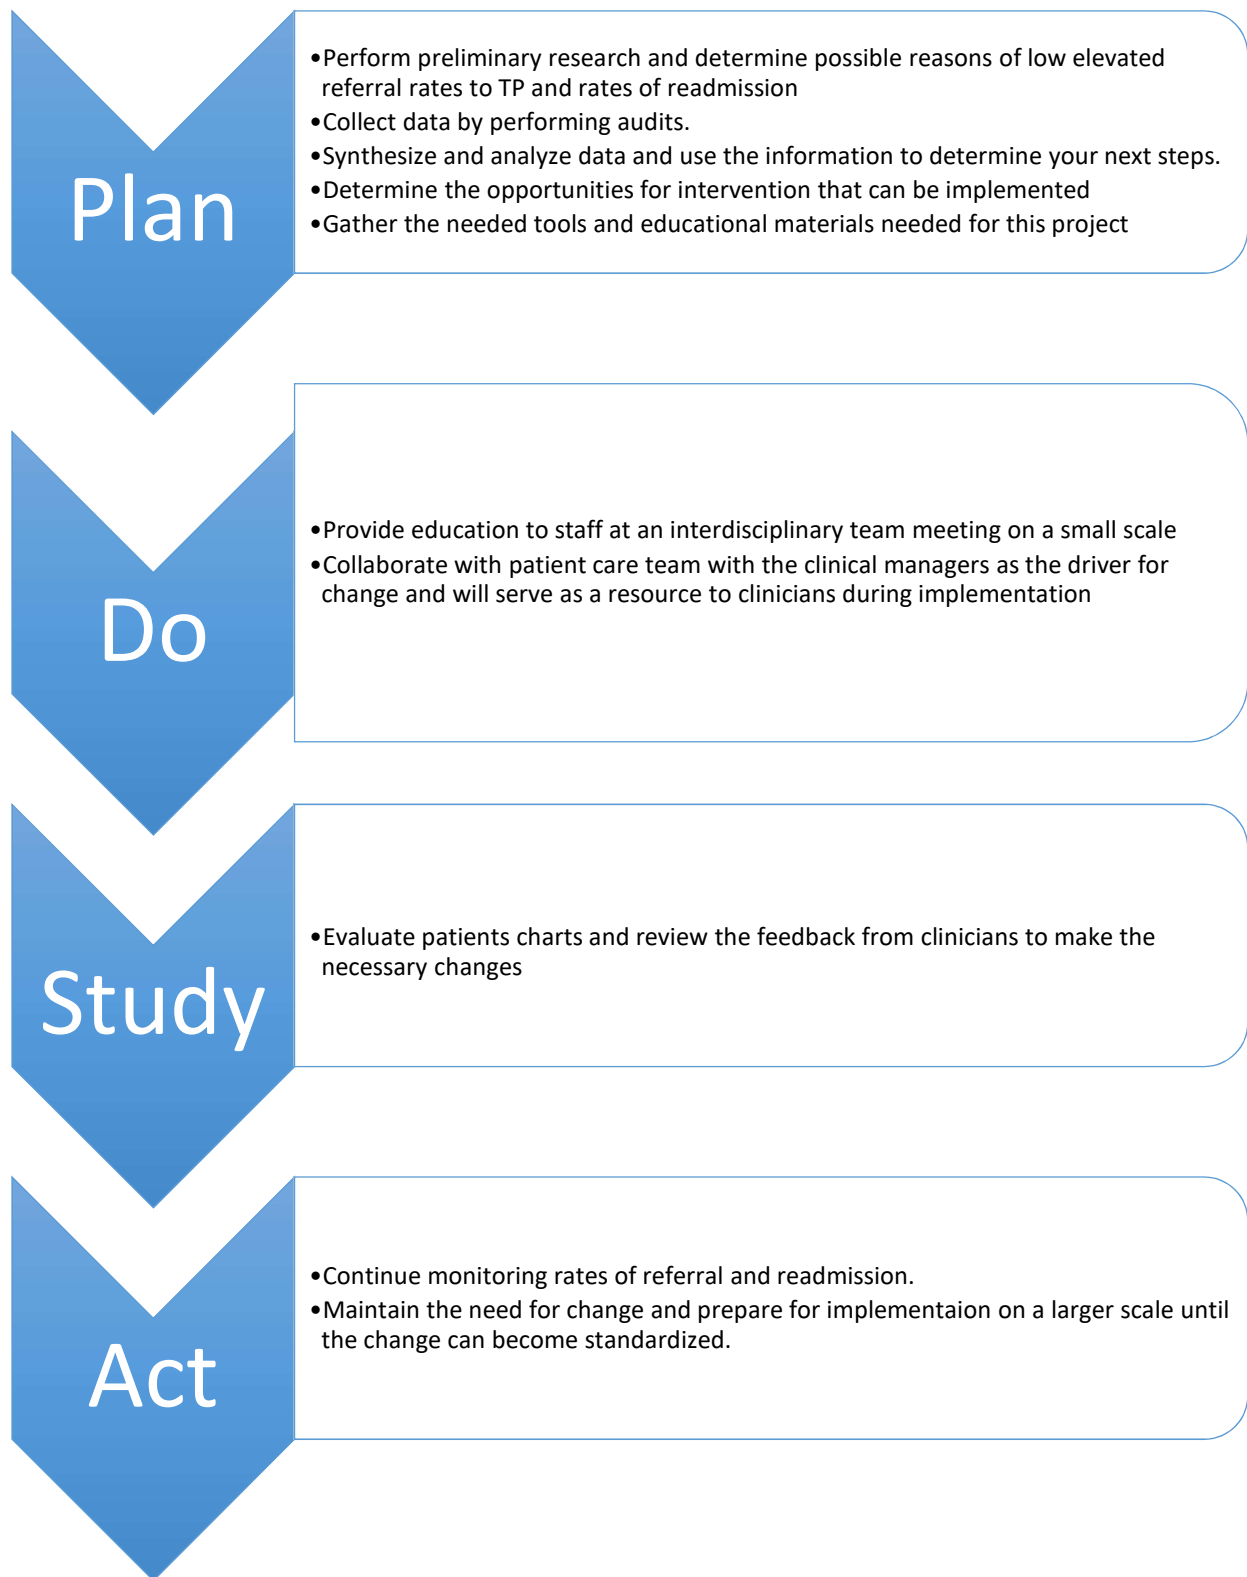 Plan
•Perform preliminary research and determine possible reasons of low elevated
referral rates to TP and rates of readmission
•Collect data by performing audits.
•Synthesize and analyze data and use the information to determine your next steps.
•Determine the opportunities for intervention that can be implemented
•Gather the needed tools and educational materials needed for this project
Do
•Provide education to staff at an interdisciplinary team meeting on a small scale
•Collaborate with patient care team with the clinical managers as the driver for
change and will serve as a resource to clinicians during implementation
Study
•Evaluate patients charts and review the feedback from clinicians to make the
necessary changes
Act
•Continue monitoring rates of referral and readmission.
•Maintain the need for change and prepare for implementaion on a larger scale until
the change can become standardized.